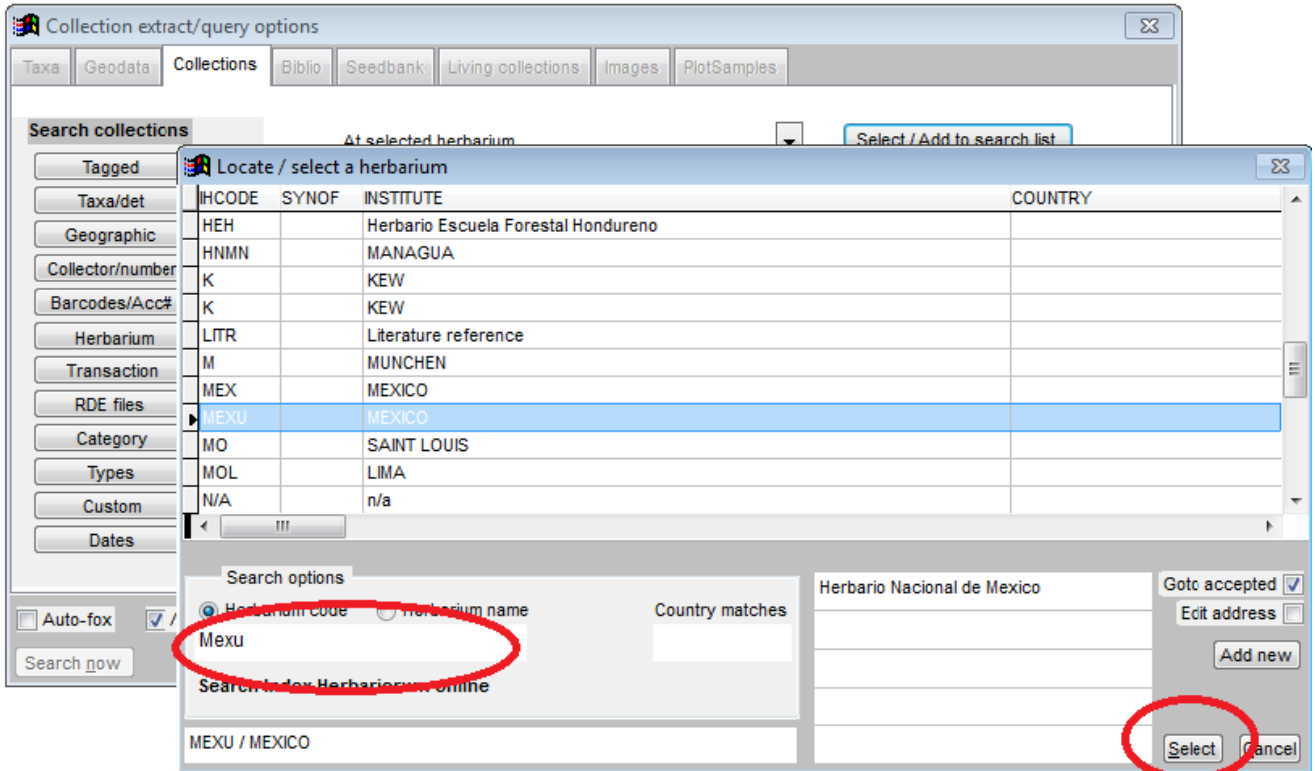 Collection extract/query options
Taxa Geodata Collections Biblio Seedbank Living collections Images PlotSamples
Search collections
At selected herbarium
Select / Add to search list
Tagged
Taxa/det
Geographic
Collector/number
Barcodes/Acc#
Herbarium
Transaction
RDE files
Category
Types
Custom
Dates
Auto-fox
Search now
Locate / select a herbarium
IHCODE SYNOF INSTITUTE COUNTRY
HEH Herbario Escuela Forestal Hondureno
HNMN MANAGUA
K KEW
K KEW
LITR Literature reference
M MUNCHEN
MEX MEXICO
MEXU MEXICO
MO SAINT LOUIS
MOL LIMA
N/A n/a
Search options
Herbarium code Herbarium name Country matches
Mexu
Search Index Herbariorum online
MEXU / MEXICO
Herbario Nacional de Mexico
Goto accepted
Edit address
Add new
Select Cancel